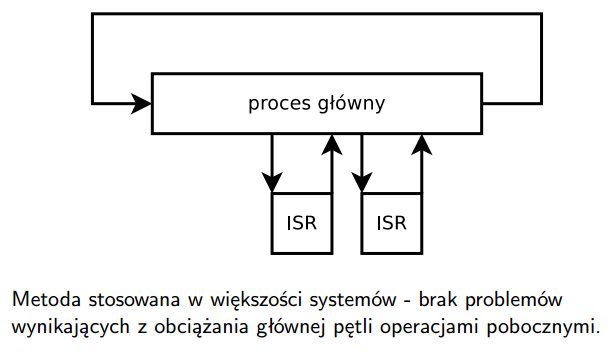 proces główny
ISR ISR
Metoda stosowana w większości systemów - brak problemów
wynikających z obciążania głównej pętli operacjami pobocznymi.